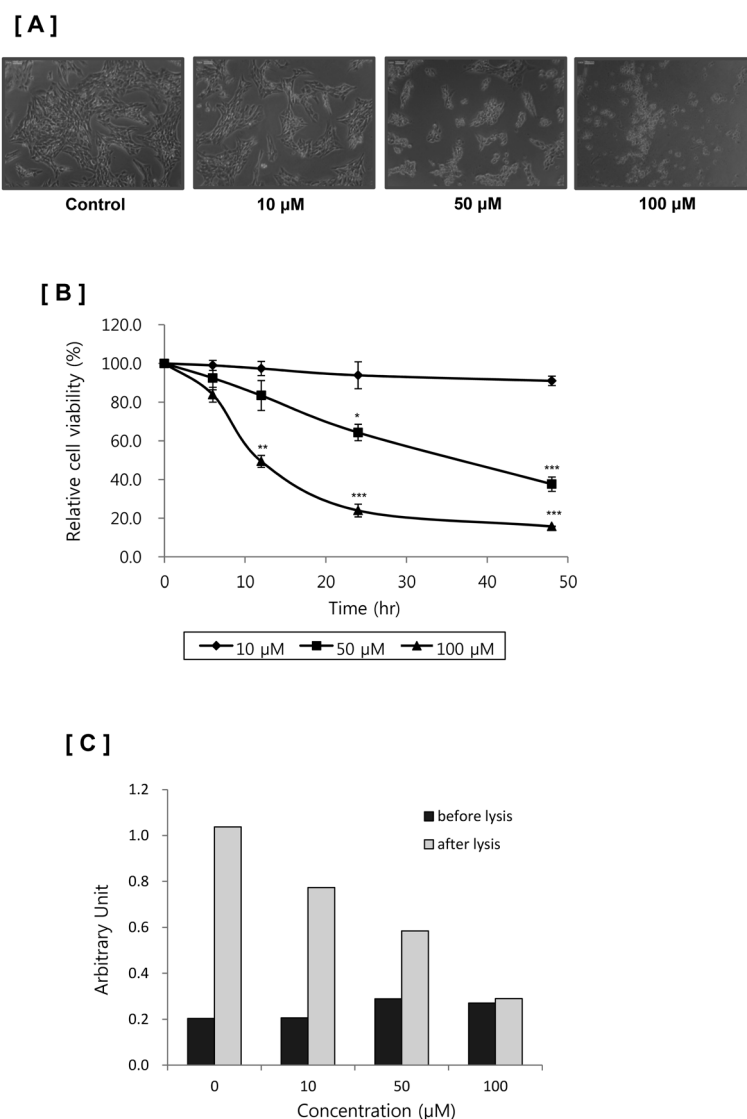 [ A ]
Control
10 µM
50 µM
100 µM
[ B ]
Relative cell viability (%)
120.0
100.0
80.0
60.0
40.0
20.0
0.0
**
***
*
***
***
0
10
20
30
40
50
Time (hr)
10 µM
50 µM
100 µM
[ C ]
Arbitrary Unit
1.2
1.0
0.8
0.6
0.4
0.2
0.0
before lysis
after lysis
0
10
50
100
Concentration (µM)